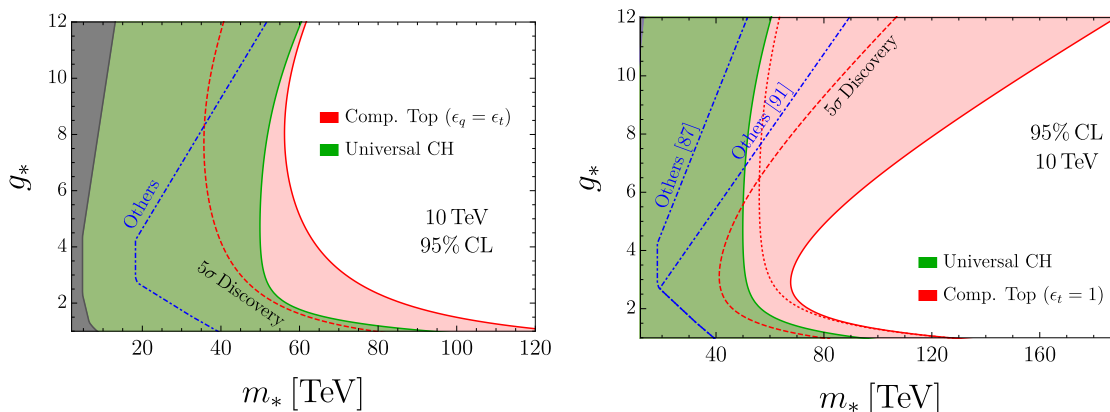 12
10
8
6
4
2
g*
Others
5σ Discovery
Comp. Top (ϵq = ϵt)
Universal CH
10 TeV
95% CL
20 40 60 80 100 120
m* [TeV]
12
10
8
6
4
2
g*
Others [87]
Others [91]
5σ Discovery
95% CL
10 TeV
Universal CH
Comp. Top (ϵt = 1)
40 80 120 160
m* [TeV]